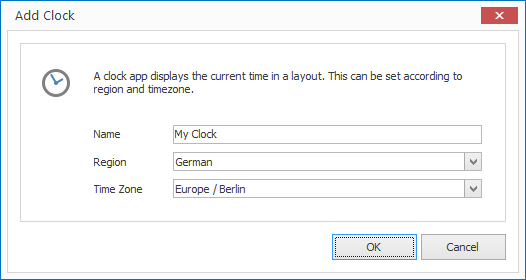 Add Clock
A clock app displays the current time in a layout. This can be set according to
region and timezone.
Name My Clock
Region German
Time Zone Europe / Berlin
OK Cancel